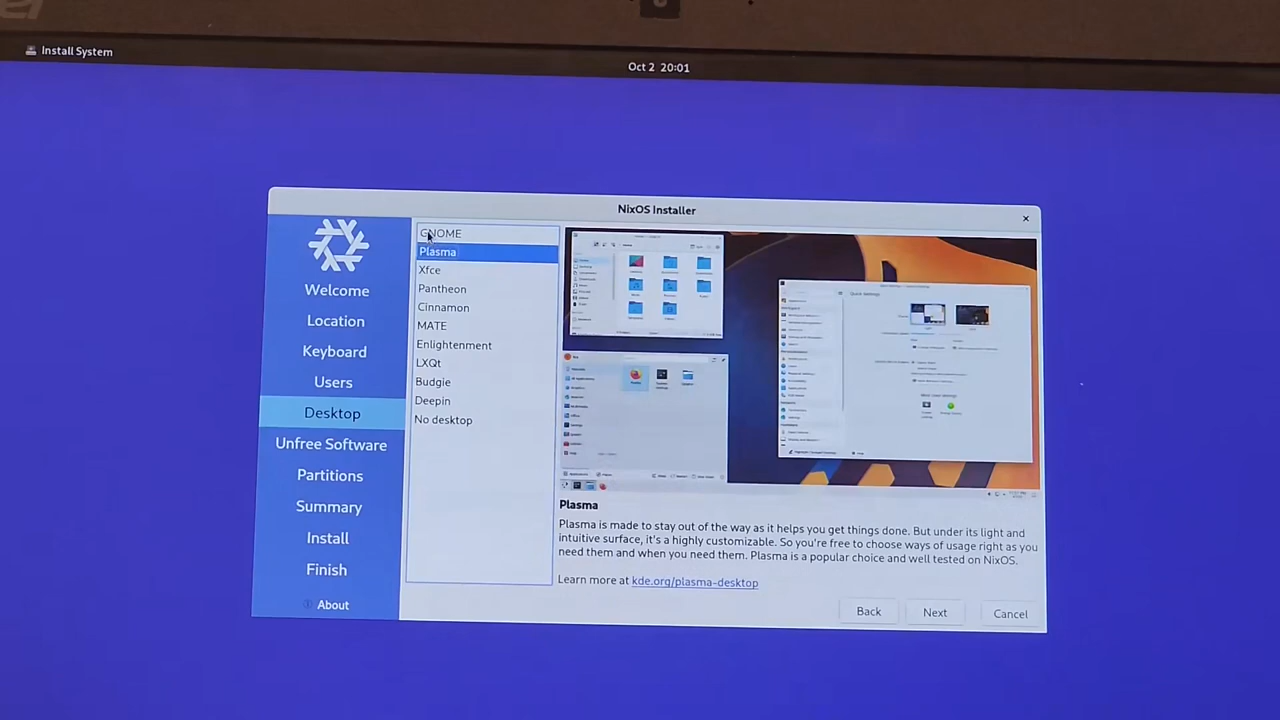 Install System
Oct 2 20:01
NixOS Installer
Welcome
Location
Keyboard
Users
Desktop
Unfree Software
Partitions
Summary
Install
Finish
About
GNOME
Plasma
Xfce
Pantheon
Cinnamon
MATE
Enlightenment
LXQt
Budgie
Deepin
No desktop
Plasma
Plasma is made to stay out of the way as it helps you get things done. But under its light and
intuitive surface, it's a highly customizable. So you're free to choose ways of usage right as you
need them and when you need them. Plasma is a popular choice and well tested on NixOS.
Learn more at kde.org/plasma-desktop
Back
Next
Cancel